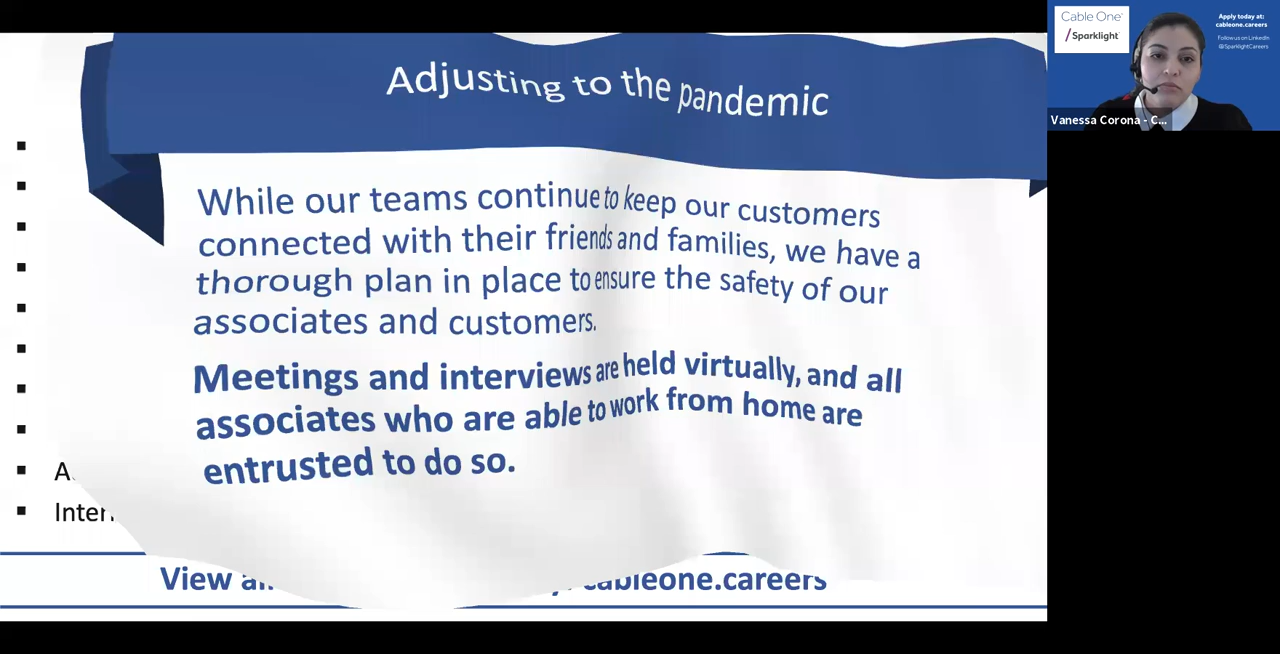 Adjusting to the pandemic
While our teams continue to keep our customers
connected with their friends and families, we have a
thorough plan in place to ensure the safety of our
associates and customers.
Meetings and interviews are held virtually, and all
associates who are able to work from home are
entrusted to do so.
View
cableone.careers
Cable One
Sparklight
Apply today at:
cableone.careers
Follow us on LinkedIn
@SparklightCareers
Vanessa Corona - C...